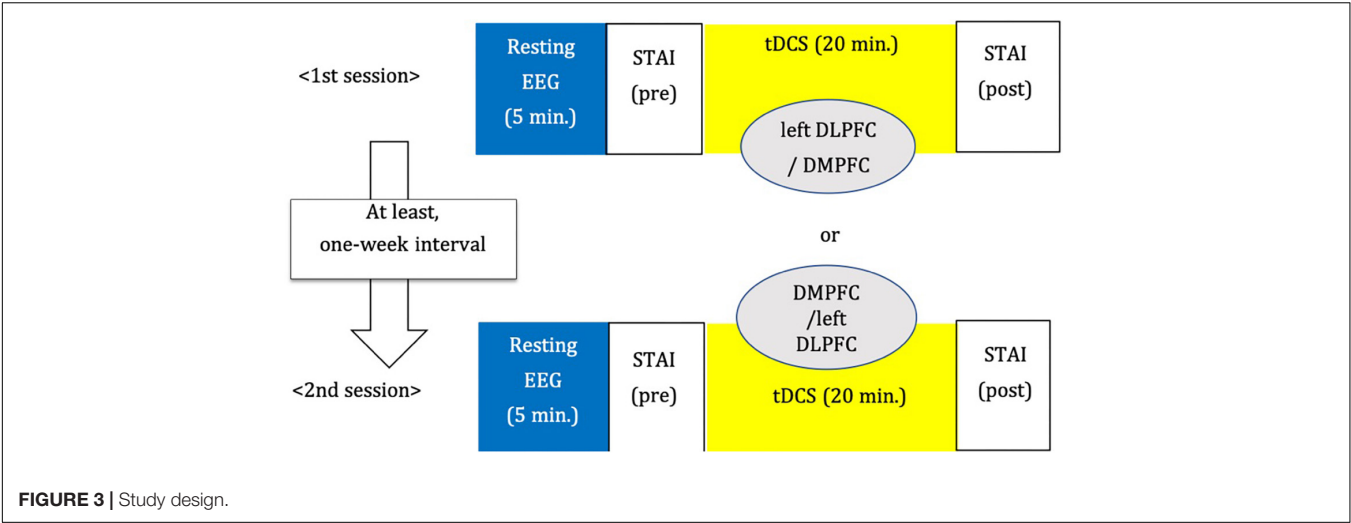 <1st session>
Resting
EEG
(5 min.)
STAI
(pre)
tDCS (20 min.)
left DLPFC
/ DMPFC
STAI
(post)
At least,
one-week interval
or
<2nd session>
Resting
EEG
(5 min.)
STAI
(pre)
DMPFC
/left
DLPFC
tDCS (20 min.)
STAI
(post)
FIGURE 3 | Study design.